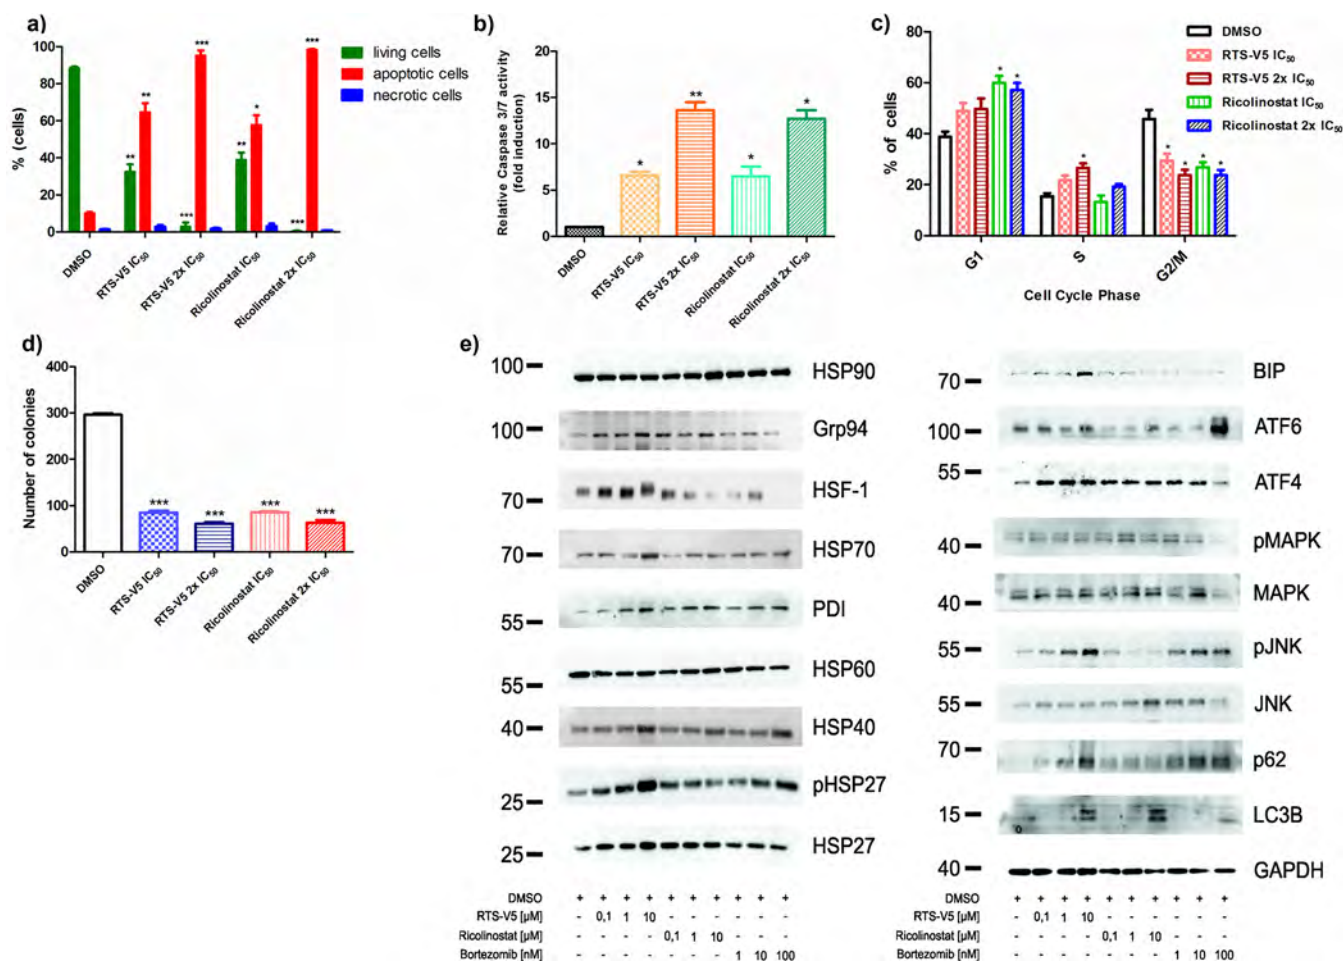 a)
% (cells)
100
80
60
40
20
0
living cells
apoptotic cells
necrotic cells
** ** *** *** ** * *** ***
DMSO
RTS-V5 IC50
RTS-V5 2x IC50
Ricolinostat IC50
Ricolinostat 2x IC50
b)
Relative Caspase 3/7 activity
(fold induction)
20
15
10
5
0
* ** * *
DMSO
RTS-V5 IC50
RTS-V5 2x IC50
Ricolinostat IC50
Ricolinostat 2x IC50
c)
% of cells
80
60
40
20
0
DMSO
RTS-V5 IC50
RTS-V5 2x IC50
Ricolinostat IC50
Ricolinostat 2x IC50
* * * * * * *
G1
S
G2/M
Cell Cycle Phase
d)
Number of colonies
400
300
200
100
0
*** *** *** ***
DMSO
RTS-V5 IC50
RTS-V5 2x IC50
Ricolinostat IC50
Ricolinostat 2x IC50
e)
100 HSP90
100 Grp94
70 HSF-1
70 HSP70
55 PDI
55 HSP60
40 HSP40
25 pHSP27
25 HSP27
DMSO + + + + + + + + + +
RTS-V5 [µM] - 0,1 1 10 - - - - - -
Ricolinostat [µM] - - - - 0,1 1 10 - - -
Bortezomib [nM] - - - - - - - 1 10 100
70 BIP
100 ATF6
55 ATF4
40 pMAPK
40 MAPK
55 pJNK
55 JNK
70 p62
15 LC3B
40 GAPDH
DMSO + + + + + + + + + +
RTS-V5 [µM] - 0,1 1 10 - - - - - -
Ricolinostat [µM] - - - - 0,1 1 10 - - -
Bortezomib [nM] - - - - - - - 1 10 100